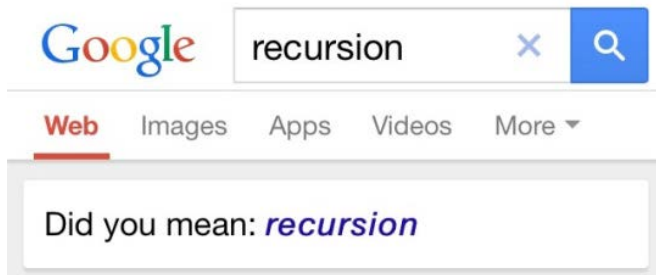 Google recursion
Web Images Apps Videos More
Did you mean: recursion